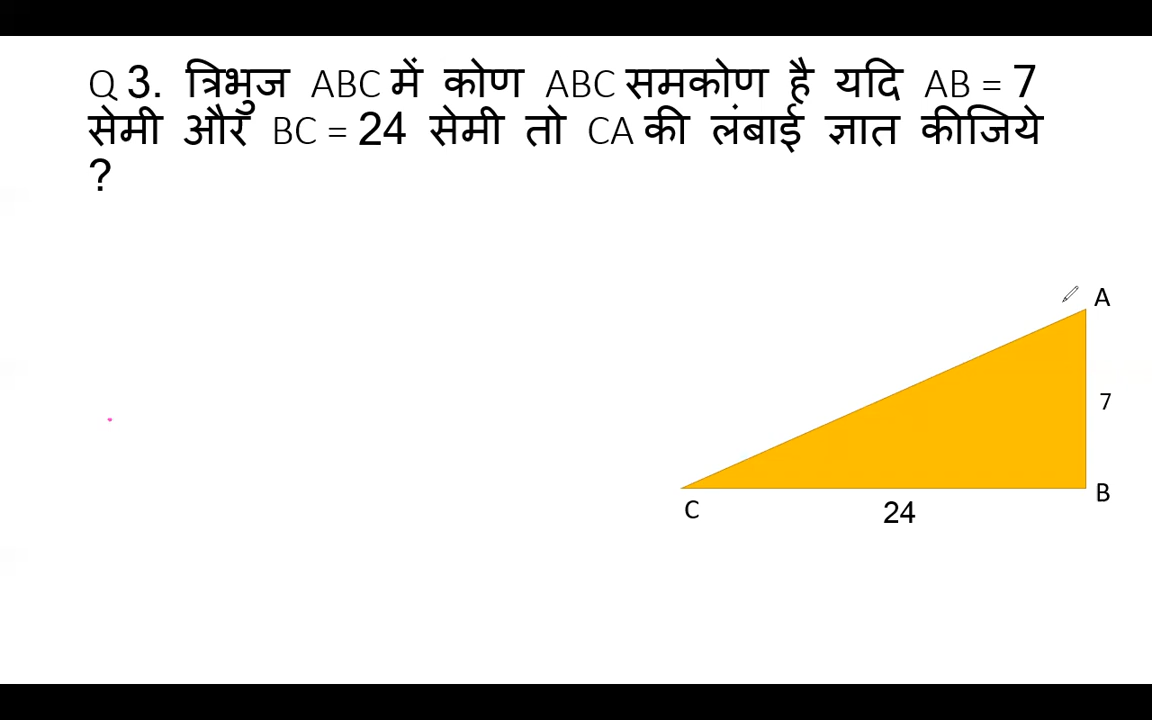 Q 3. त्रिभुज ABC में कोण ABC समकोण है यदि AB = 7
सेमी और BC = 24 सेमी तो CA की लंबाई ज्ञात कीजिये
?
A
7
B
C
24